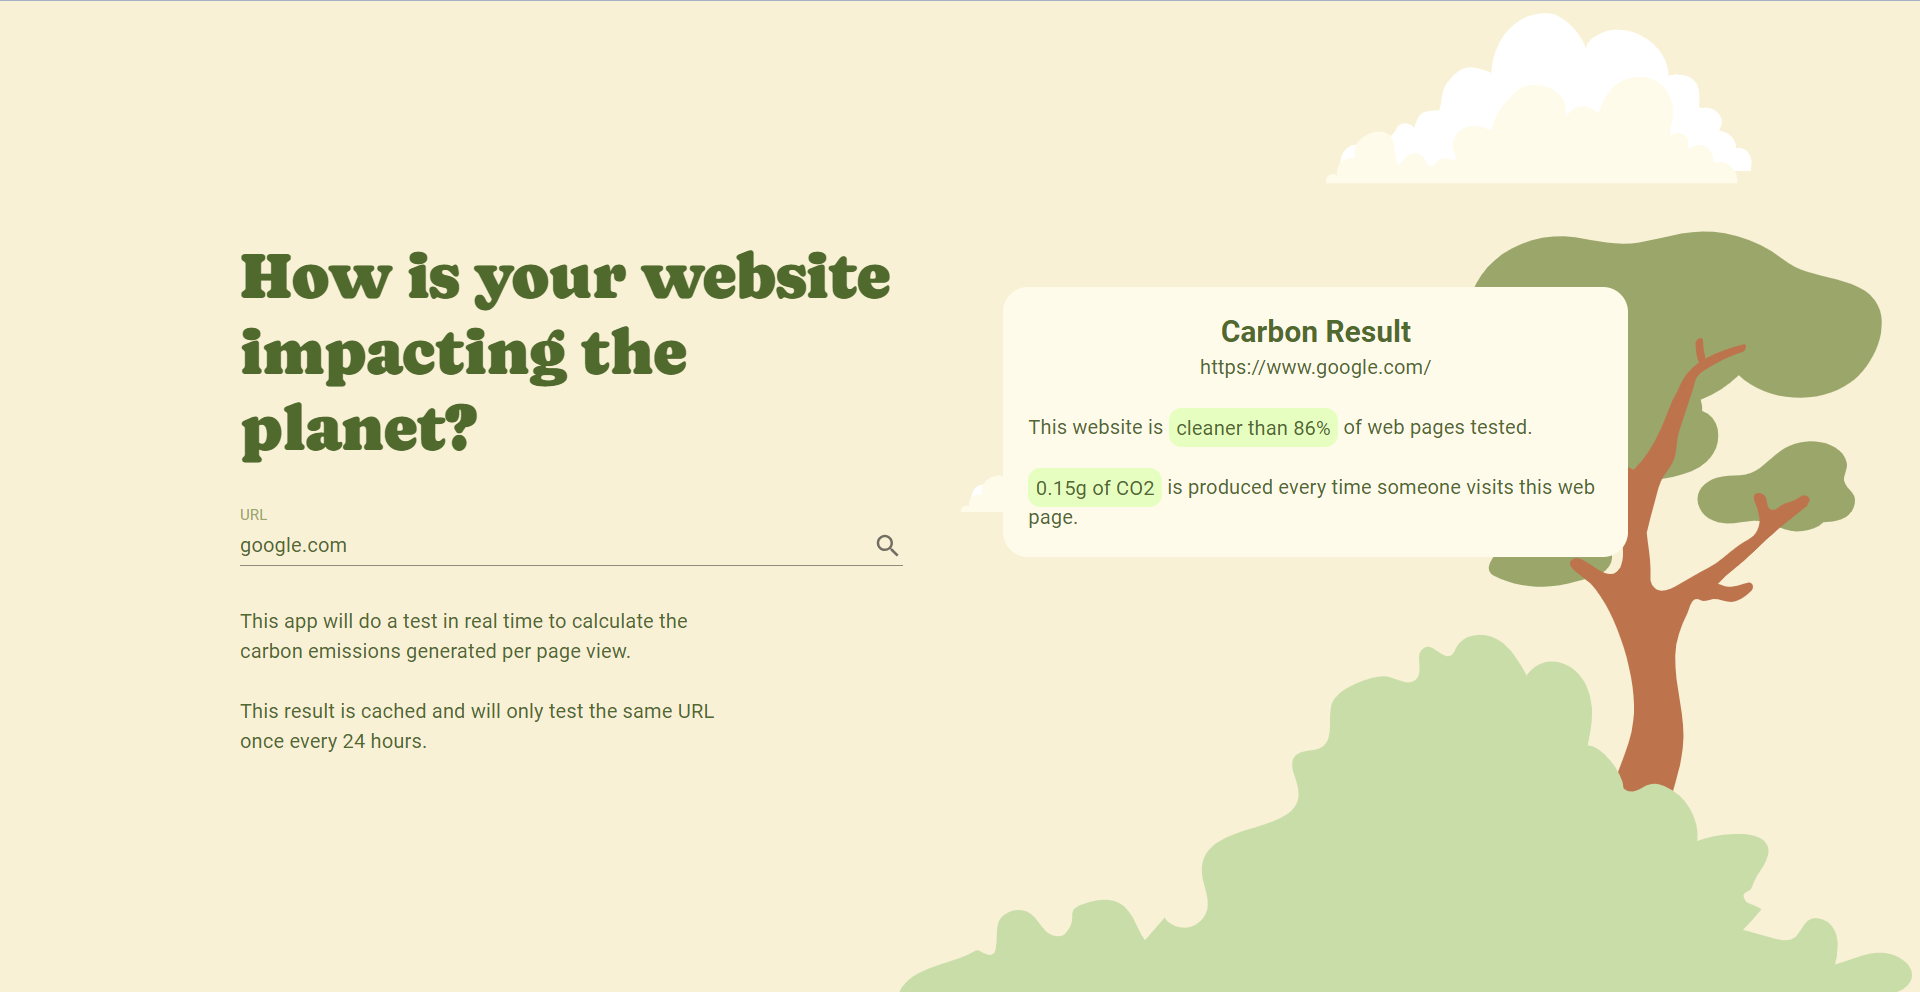 How is your website
impacting the
planet?
URL
google.com
This app will do a test in real time to calculate the
carbon emissions generated per page view.
This result is cached and will only test the same URL
once every 24 hours.
Carbon Result
https://www.google.com/
This website is cleaner than 86% of web pages tested.
0.15g of CO2 is produced every time someone visits this web
page.